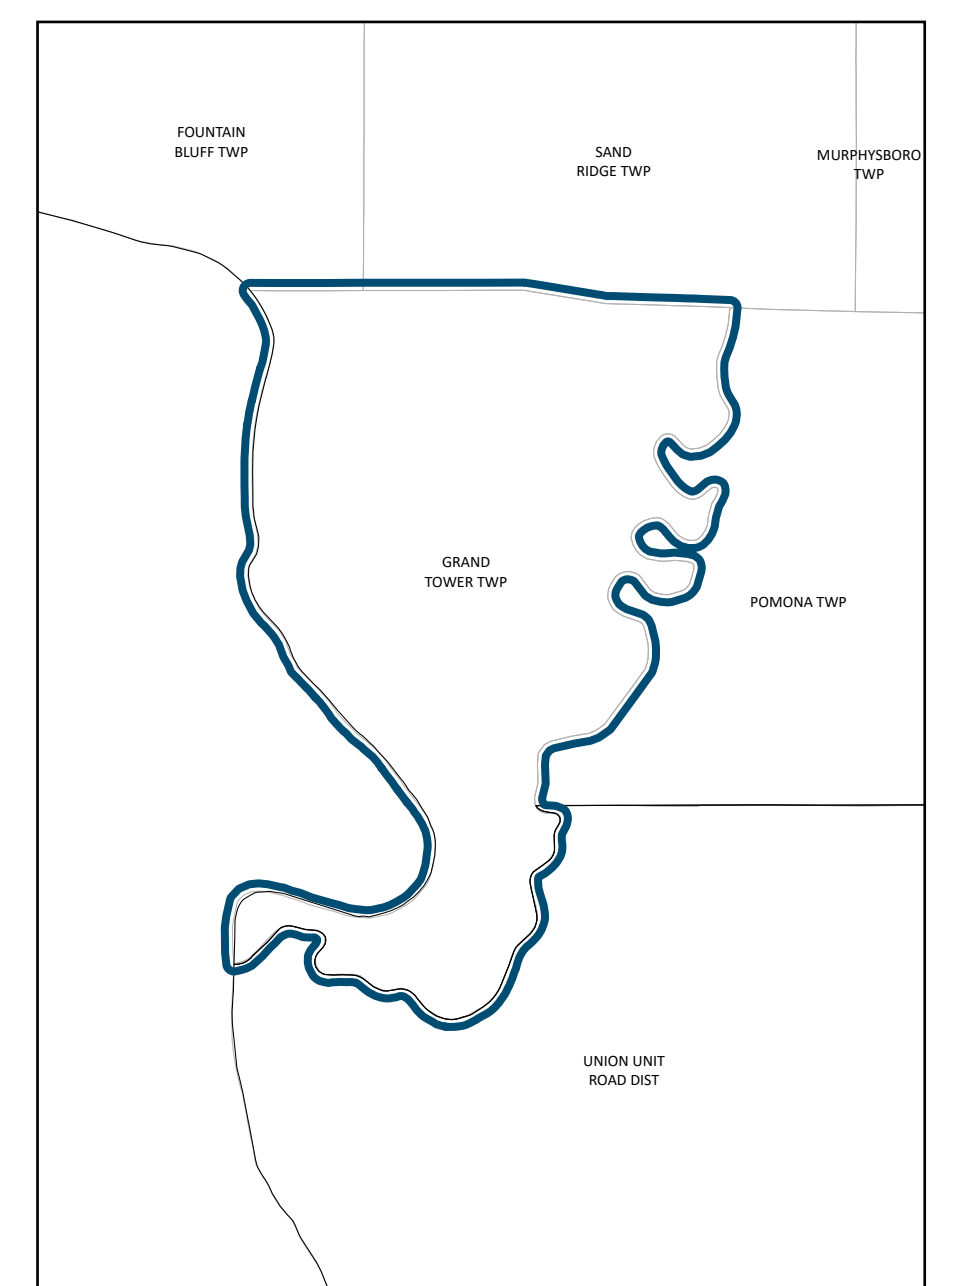 FOUNTAIN
BLUFF TWP
SAND
RIDGE TWP
MURPHYSBORO
TWP
GRAND
TOWER TWP
POMONA TWP
UNION UNIT
ROAD DIST